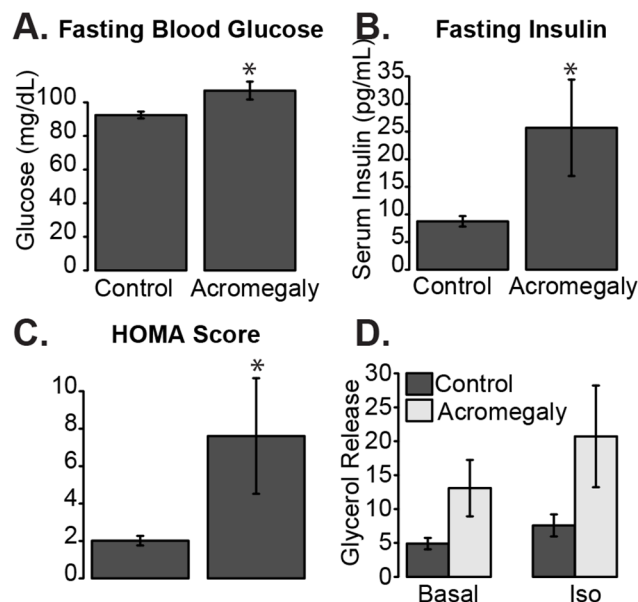 A. Fasting Blood Glucose
Glucose (mg/dL)
100
80
60
40
20
0
*
Control Acromegaly
B. Fasting Insulin
Serum Insulin (pg/mL)
35
30
25
20
15
10
5
0
*
Control Acromegaly
C. HOMA Score
10
8
6
4
2
0
*
D.
Glycerol Release
30
25
20
15
10
5
0
Control
Acromegaly
Basal Iso